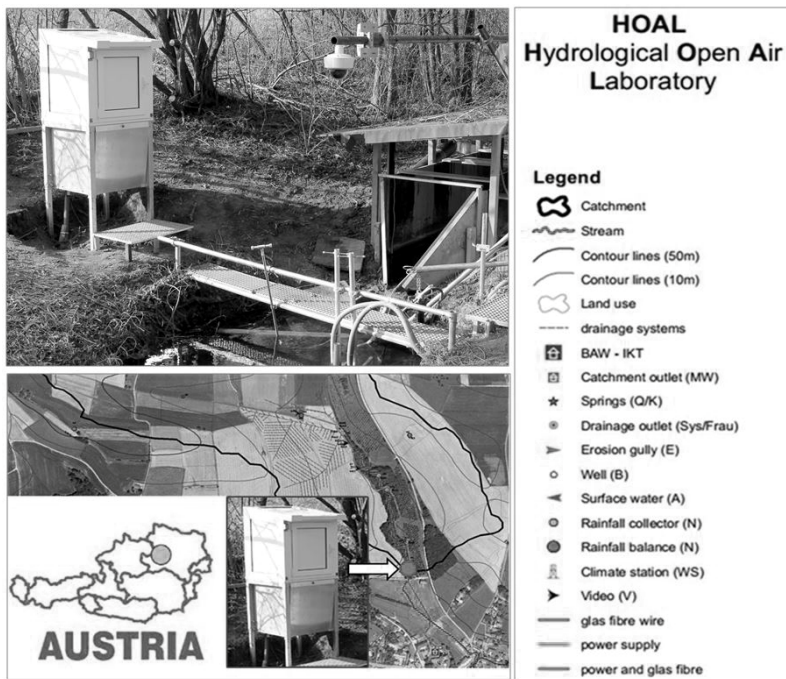 HOAL
Hydrological Open Air
Laboratory
Legend
Catchment
Stream
Contour lines (50m)
Contour lines (10m)
Land use
drainage systems
BAW - IKT
Catchment outlet (MW)
Springs (Q/K)
Drainage outlet (Sys/Frau)
Erosion gully (E)
Well (B)
Surface water (A)
Rainfall collector (N)
Rainfall balance (N)
Climate station (WS)
Video (V)
glas fibre wire
power supply
power and glas fibre
AUSTRIA